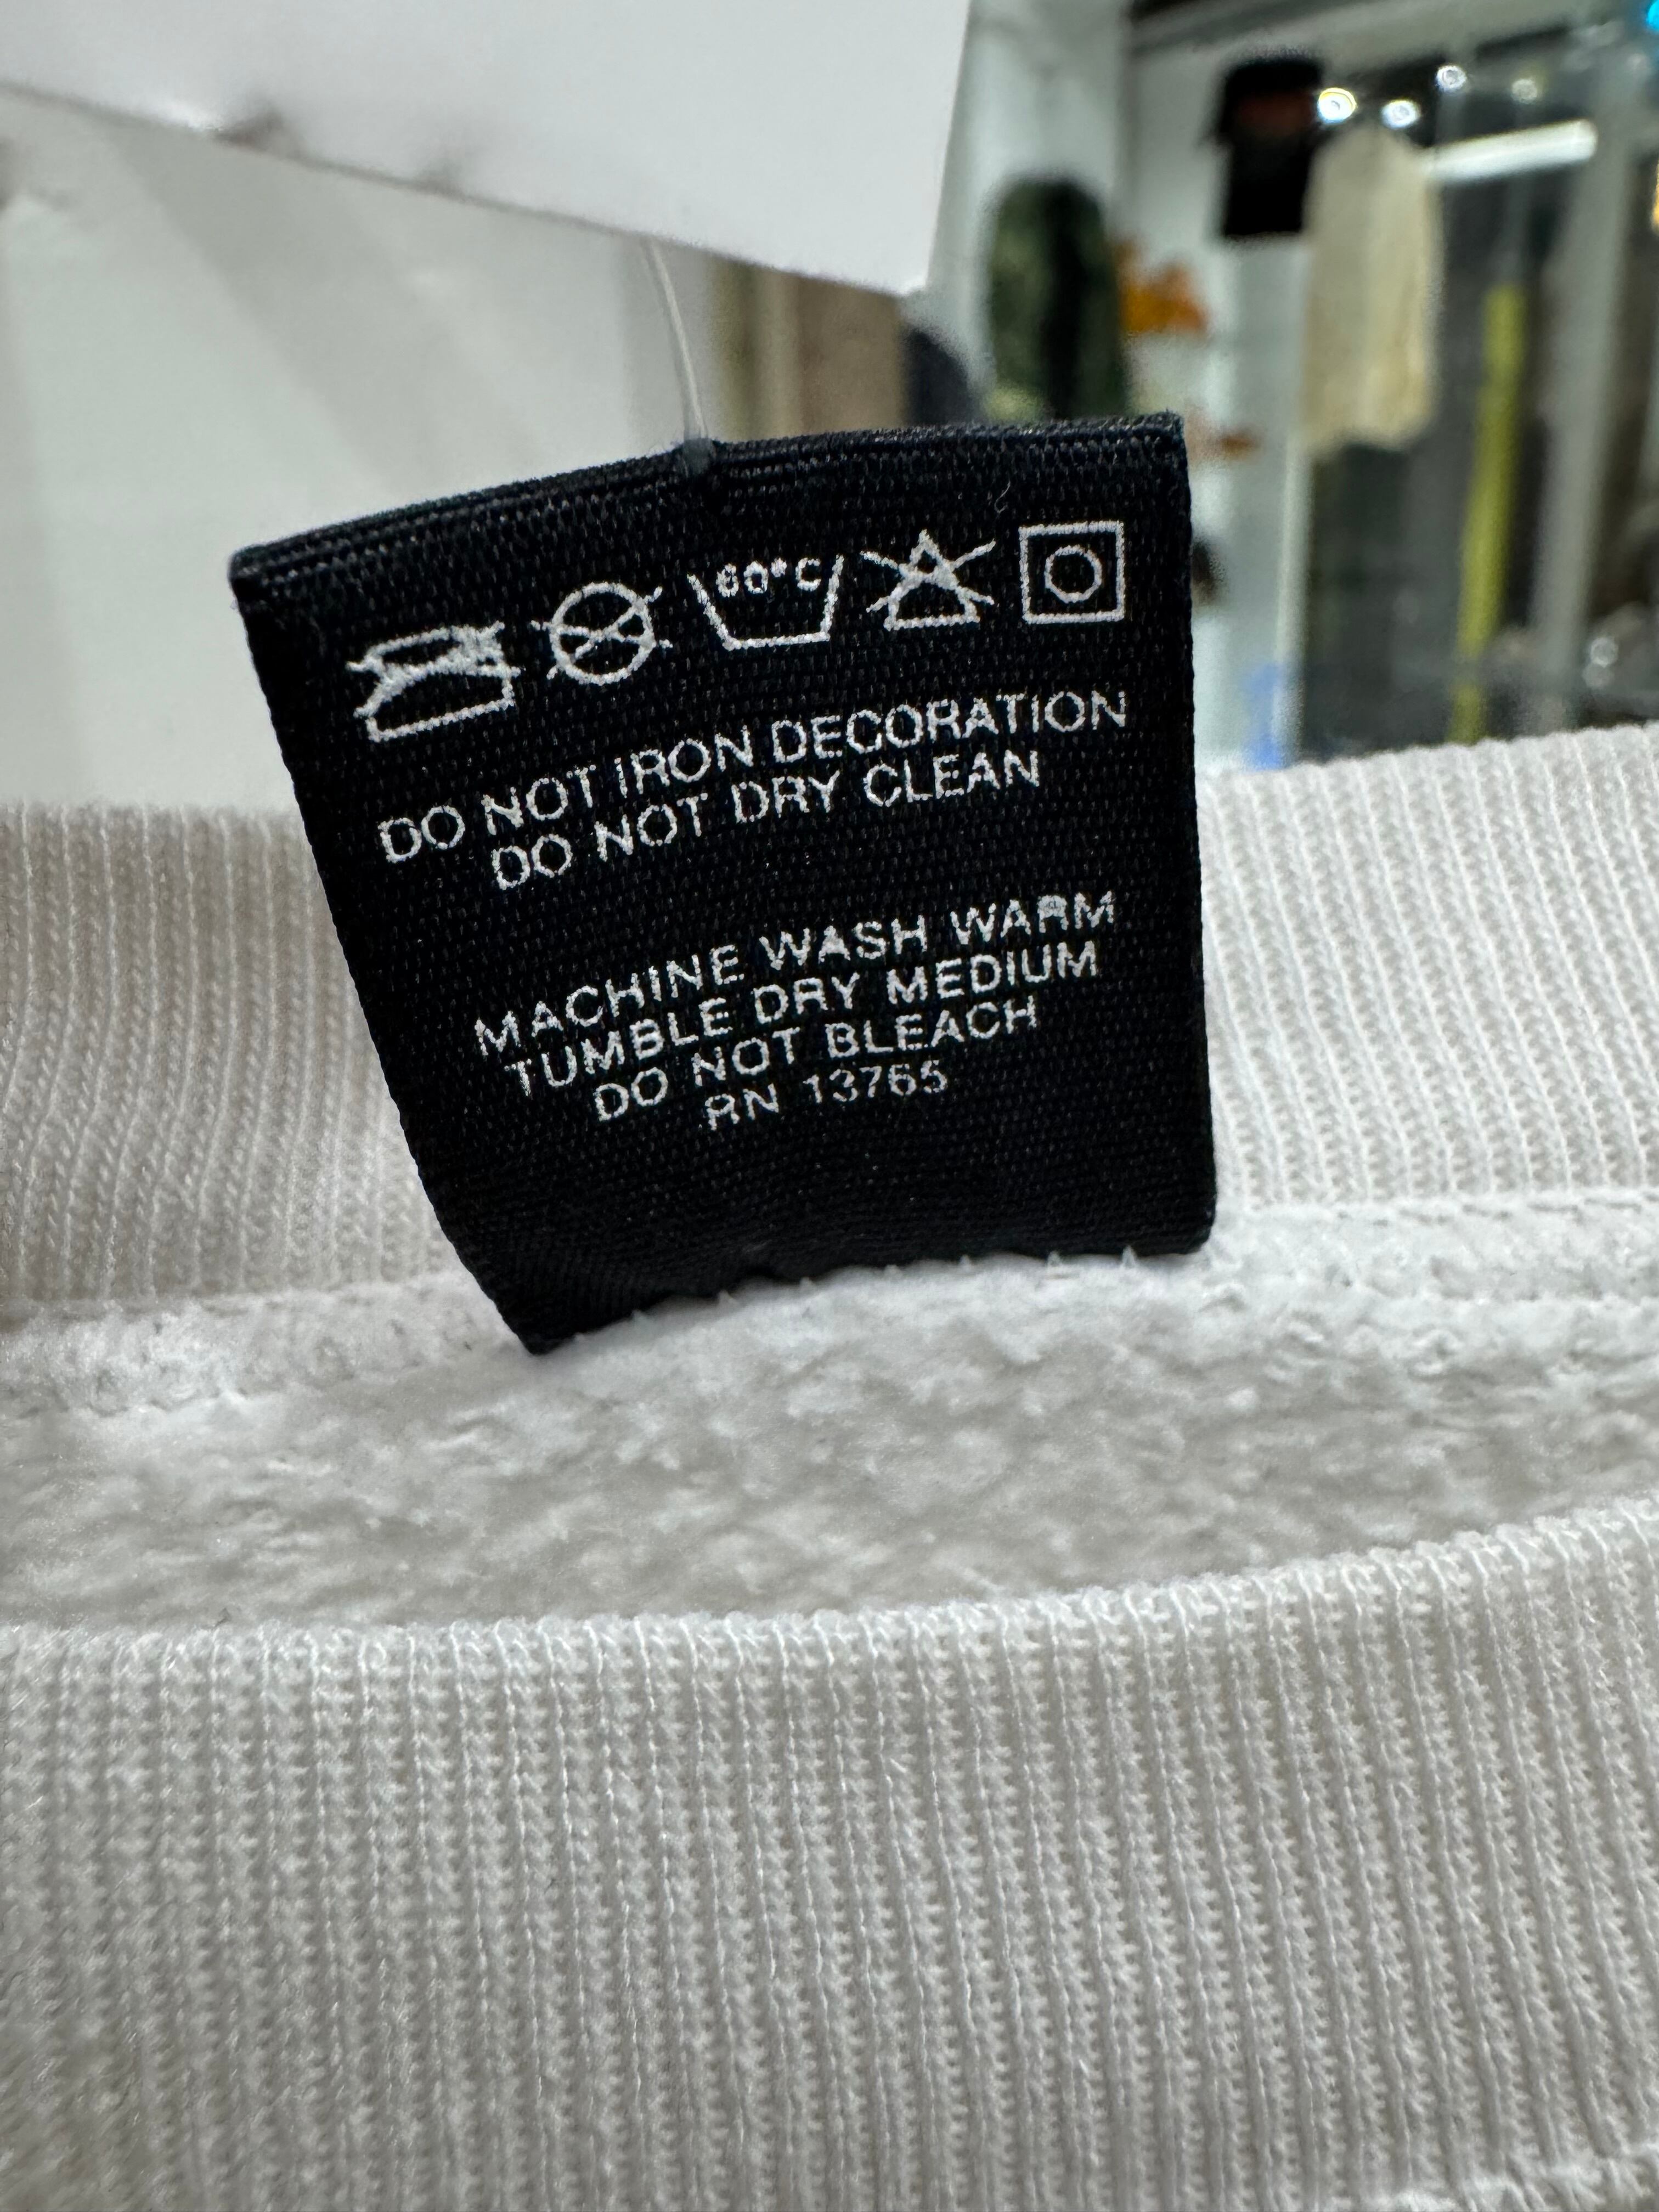 60°C
DO NOT IRON DECORATION
DO NOT DRY CLEAN
MACHINE WASH WARM
TUMBLE DRY MEDIUM
DO NOT BLEACH
RN 13765